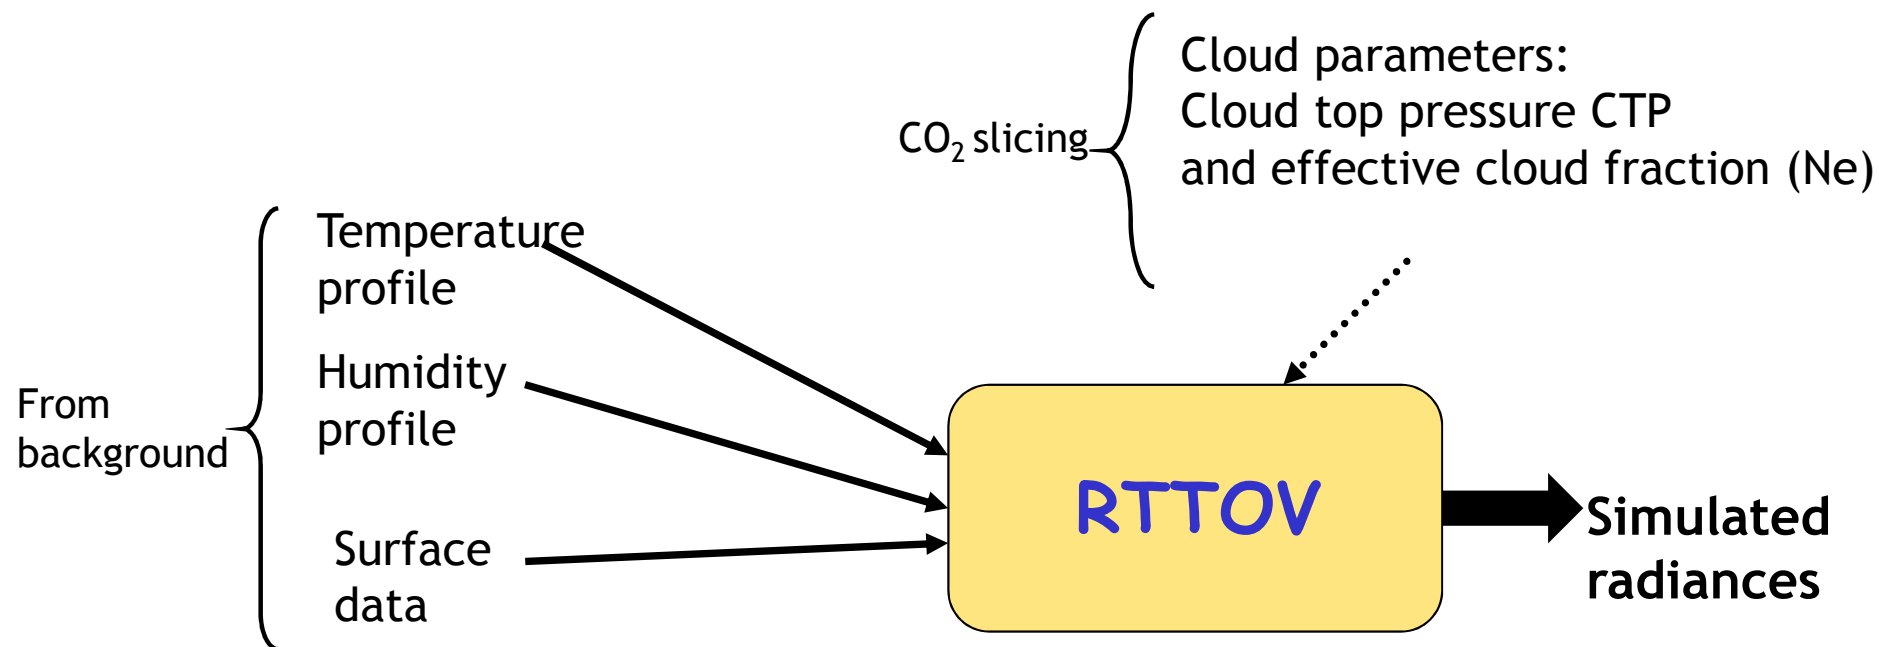 Cloud parameters:
Cloud top pressure CTP
and effective cloud fraction (Ne)
CO₂ slicing
Temperature
profile
Humidity
profile
From
background
Surface
data
RTTOV
Simulated
radiances